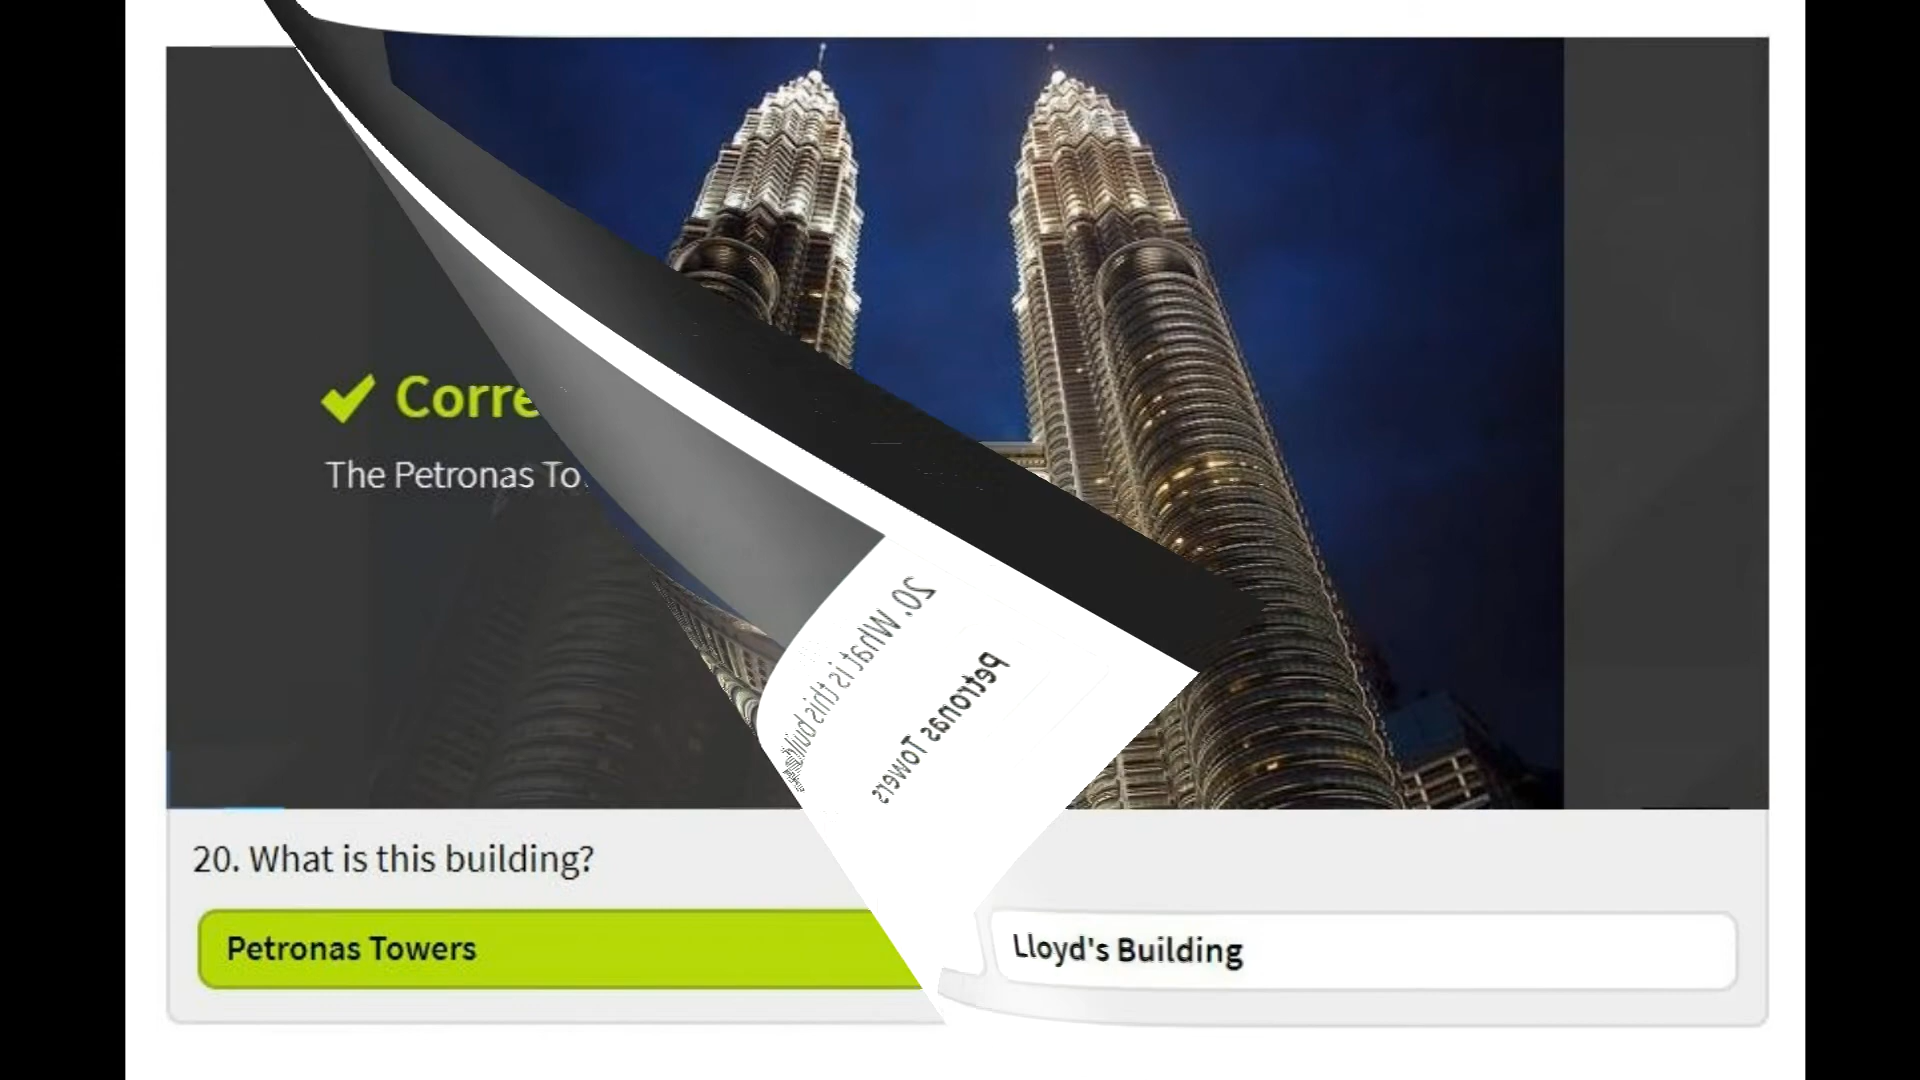 Corre
The Petronas To
20. What is this build
Petronas Towers
20. What is this building?
Petronas Towers
Lloyd's Building